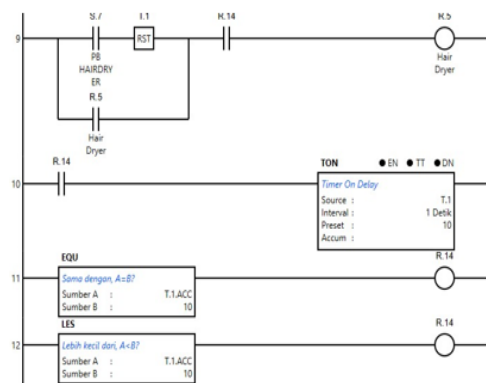 S.7 T.1 R.14 R.5
9 RST
PB
HAIRDRY
ER
Hair
Dryer
R.5
Hair
Dryer
R.14
TON EN TT DN
10
Timer On Delay
Source : T.1
Interval : 1 Detik
Preset : 10
Accum :
EQU R.14
11
Sama dengan, A=B?
Sumber A : T.1.ACC
Sumber B : 10
LES R.14
12
Lebih kecil dari, A<B?
Sumber A : T.1.ACC
Sumber B : 10